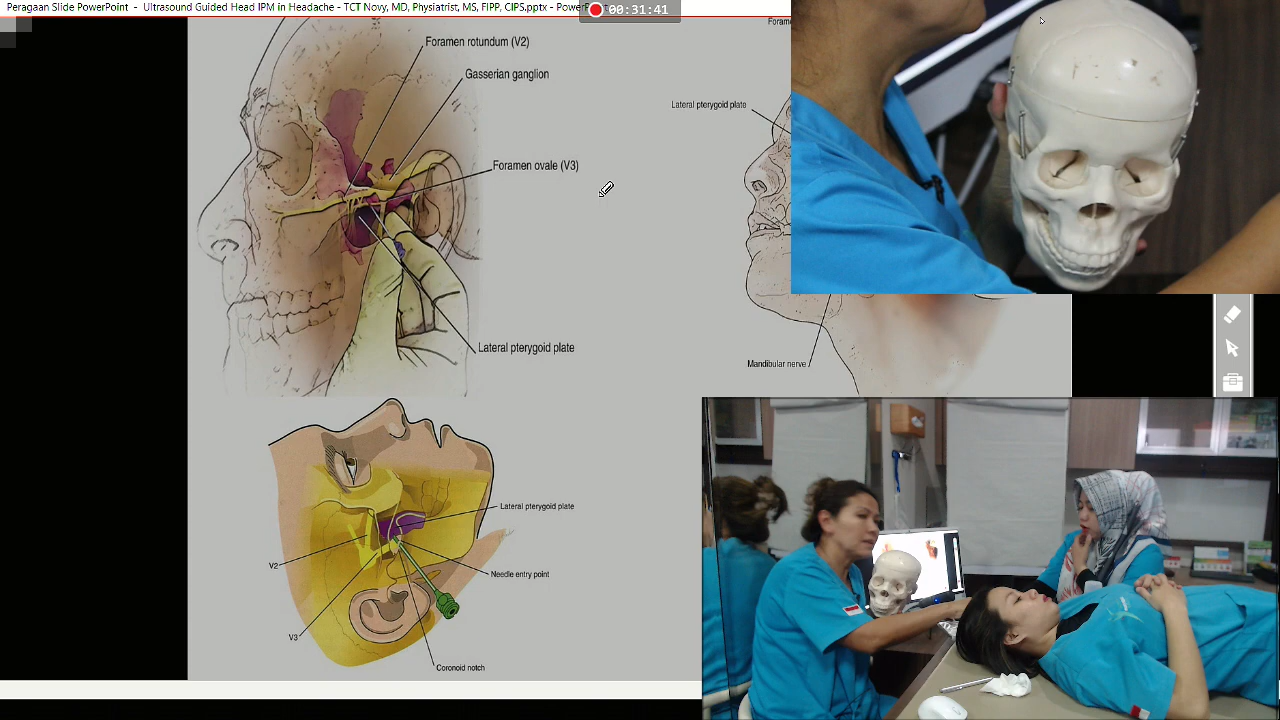 Peragaan Slide PowerPoint - Ultrasound Guided Head IPM in Headache - TCT Novy, MD, Physiatrist, MS, FIPP, CIPS.pptx - PowerPoint
00:31:41
Foramen rotundum (V2)
Gasserian ganglion
Foramen ovale (V3)
Lateral pterygoid plate
Lateral pterygoid plate
Mandibular nerve
Lateral pterygoid plate
V2
Needle entry point
V3
Coronoid notch